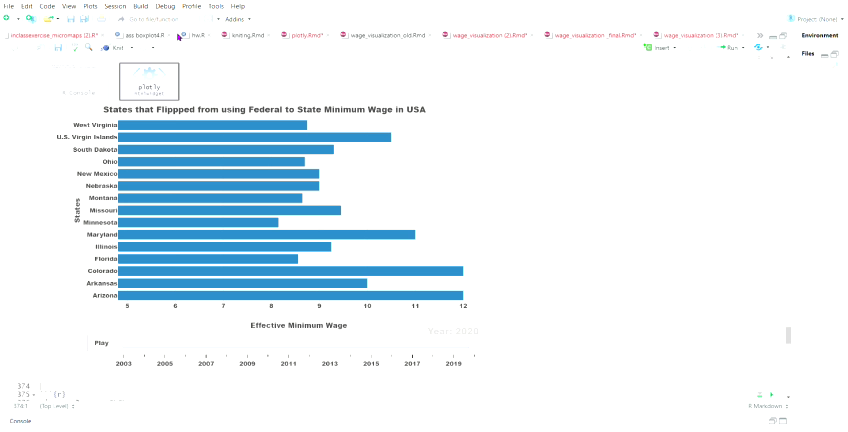 File Edit Code View Plots Session Build Debug Profile Tools Help
Go to file/function Addins Project: (None)
inclassexercise_micromaps (2).R* ass boxplot4.R hw.R kniting.Rmd plotly.Rmd* wage_visualization_old.Rmd wage_visualization (2).Rmd* wage_visualization _final.Rmd* wage_visualization (3).Rmd* Environment
Knit Insert Run Files
R Console plotly
htmlwidget
States that Flippped from using Federal to State Minimum Wage in USA
West Virginia
U.S. Virgin Islands
South Dakota
Ohio
New Mexico
Nebraska
Montana
Missouri
Minnesota
Maryland
Illinois
Florida
Colorado
Arkansas
Arizona
States
5 6 7 8 9 10 11 12
Effective Minimum Wage
Year: 2020
Play
2003 2005 2007 2009 2011 2013 2015 2017 2019
374
375 {r}
374:1 (Top Level) R Markdown
Console